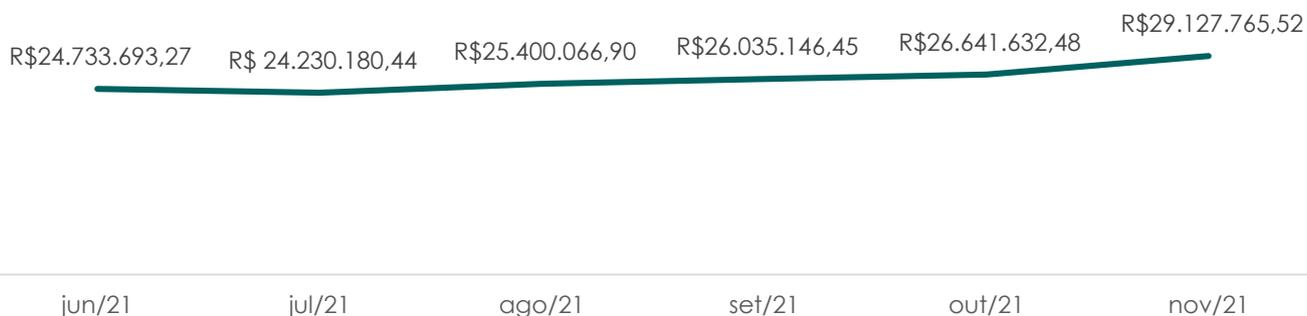 R$24.733.693,27
R$ 24.230.180,44
R$25.400.066,90
R$26.035.146,45
R$26.641.632,48
R$29.127.765,52
jun/21
jul/21
ago/21
set/21
out/21
nov/21